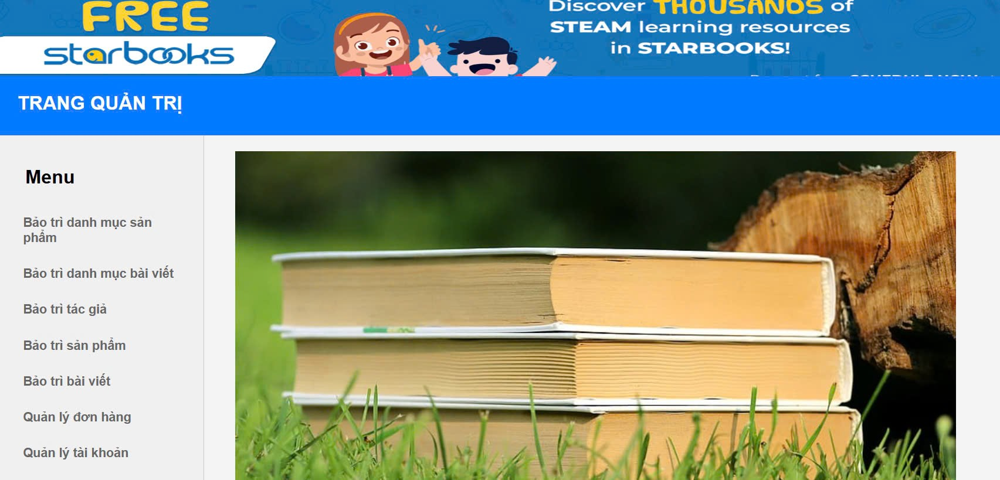 FREE
starbooks
Discover THOUSANDS of
STEAM learning resources
in STARBOOKS!
TRANG QUẢN TRỊ
Menu
Bảo trì danh mục sản
phẩm
Bảo trì danh mục bài viết
Bảo trì tác giả
Bảo trì sản phẩm
Bảo trì bài viết
Quản lý đơn hàng
Quản lý tài khoản